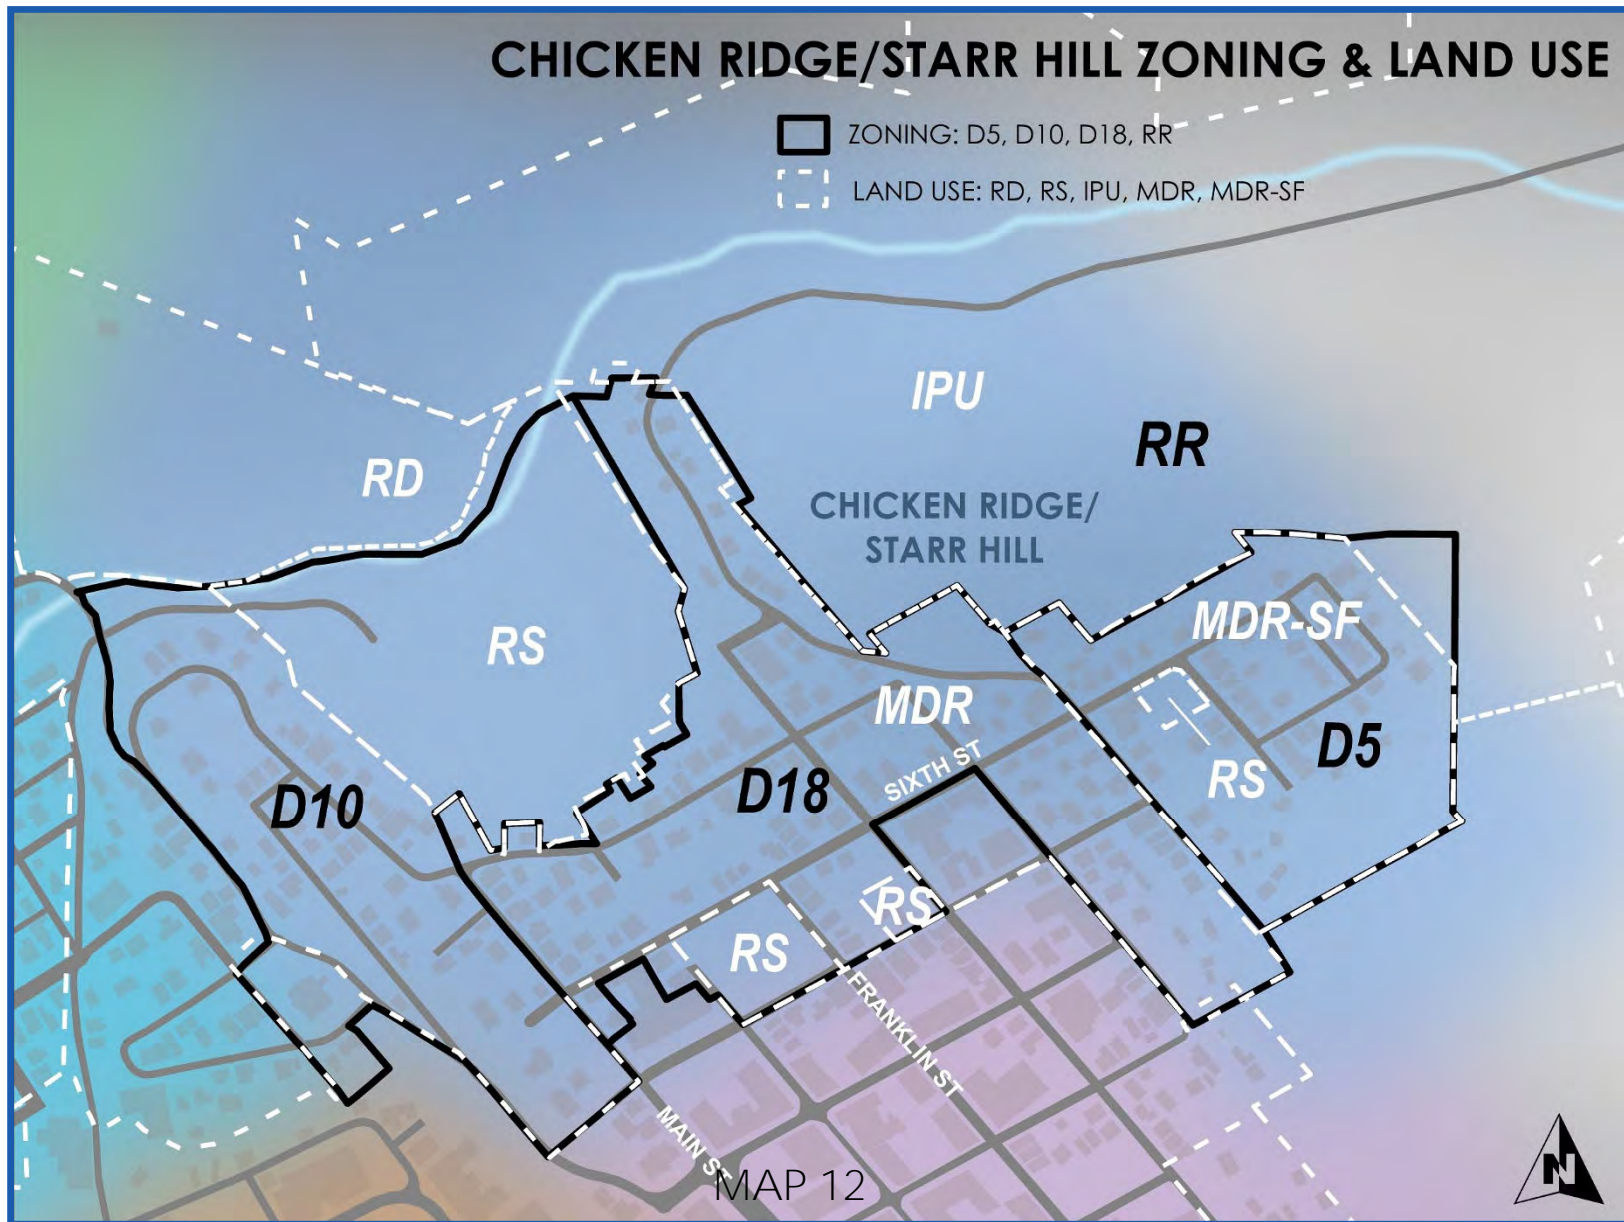 CHICKEN RIDGE/STARR HILL ZONING & LAND USE
ZONING: D5, D10, D18, RR
LAND USE: RD, RS, IPU, MDR, MDR-SF
IPU
RR
RD
CHICKEN RIDGE/
STARR HILL
MDR-SF
RS
MDR
D5
SIXTH ST
RS
D18
D10
RS
RS
FRANKLIN ST
MAIN ST
MAP 12
N